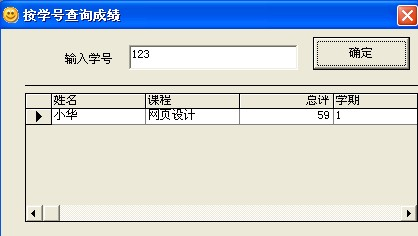 按学号查询成绩
输入学号 123 确定
姓名 课程 总评 学期
小华 网页设计 59 1